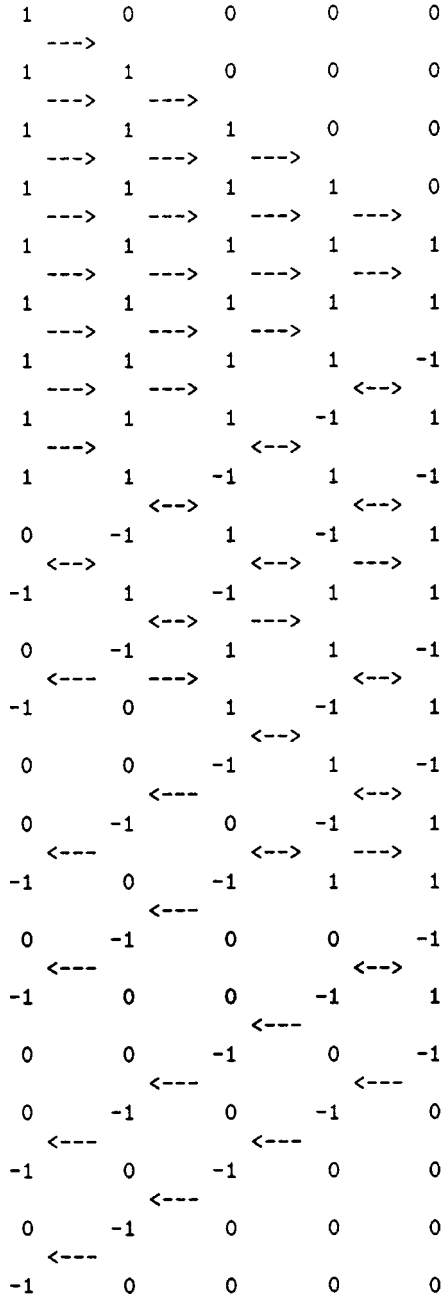 1 0 0 0 0
--->
1 1 0 0 0
---> --->
1 1 1 0 0
---> ---> --->
1 1 1 1 0
---> ---> ---> --->
1 1 1 1 1
---> ---> ---> --->
1 1 1 1 1
---> ---> --->
1 1 1 1 -1
---> ---> <-->
1 1 1 -1 1
---> <-->
1 1 -1 1 -1
<--> <-->
0 -1 1 -1 1
<--> <--> --->
-1 1 -1 1 1
<--> --->
0 -1 1 1 -1
<--- ---> <-->
-1 0 1 -1 1
<-->
0 0 -1 1 -1
<--- <-->
0 -1 0 -1 1
<--- <--> --->
-1 0 -1 1 1
<---
0 -1 0 0 -1
<--- <-->
-1 0 0 -1 1
<---
0 0 -1 0 -1
<--- <---
0 -1 0 -1 0
<--- <---
-1 0 -1 0 0
<---
0 -1 0 0 0
<---
-1 0 0 0 0